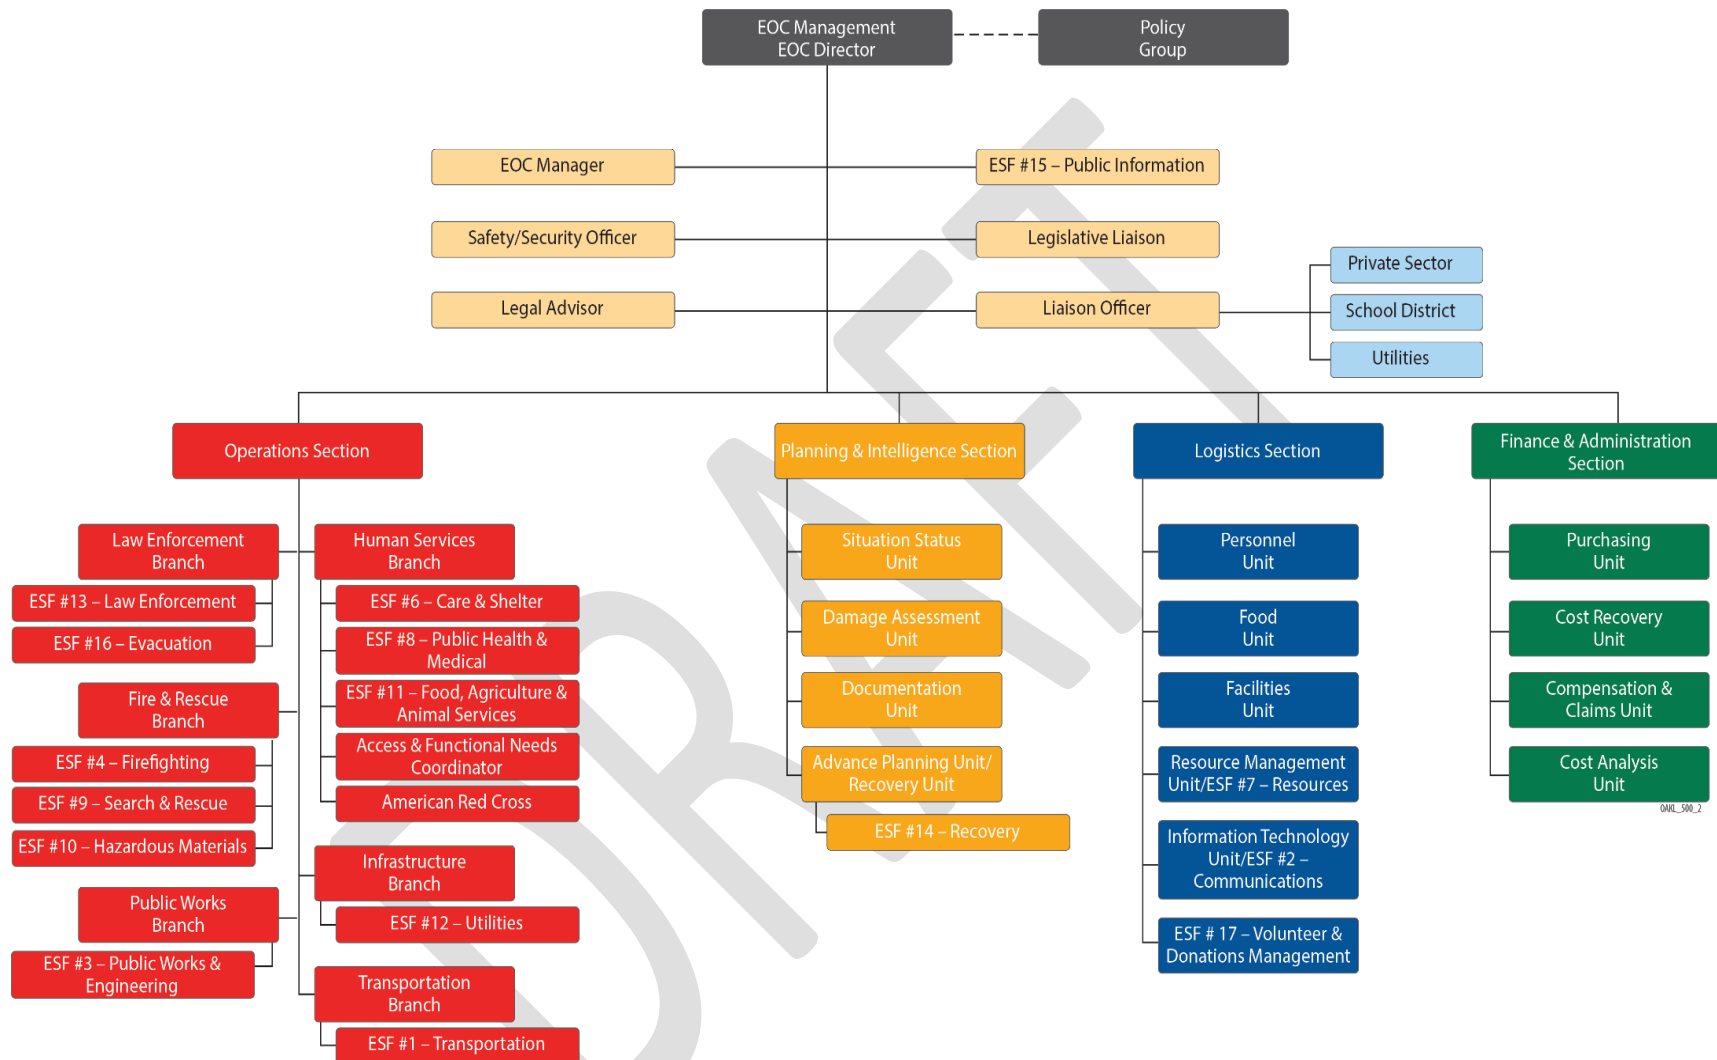 EOC Management
EOC Director
Policy
Group
EOC Manager
ESF #15 – Public Information
Safety/Security Officer
Legislative Liaison
Legal Advisor
Liaison Officer
Private Sector
School District
Utilities
Operations Section
Planning & Intelligence Section
Logistics Section
Finance & Administration
Section
Law Enforcement
Branch
ESF #13 – Law Enforcement
ESF #16 – Evacuation
Fire & Rescue
Branch
ESF #4 – Firefighting
ESF #9 – Search & Rescue
ESF #10 – Hazardous Materials
Public Works
Branch
ESF #3 – Public Works &
Engineering
Human Services
Branch
ESF #6 – Care & Shelter
ESF #8 – Public Health &
Medical
ESF #11 – Food, Agriculture &
Animal Services
Access & Functional Needs
Coordinator
American Red Cross
Infrastructure
Branch
ESF #12 – Utilities
Transportation
Branch
ESF #1 – Transportation
Situation Status
Unit
Damage Assessment
Unit
Documentation
Unit
Advance Planning Unit/
Recovery Unit
ESF #14 – Recovery
Personnel
Unit
Food
Unit
Facilities
Unit
Resource Management
Unit/ESF #7 – Resources
Information Technology
Unit/ESF #2 –
Communications
ESF # 17 – Volunteer &
Donations Management
Purchasing
Unit
Cost Recovery
Unit
Compensation &
Claims Unit
Cost Analysis
Unit
OAKL_500_2
DRAFT